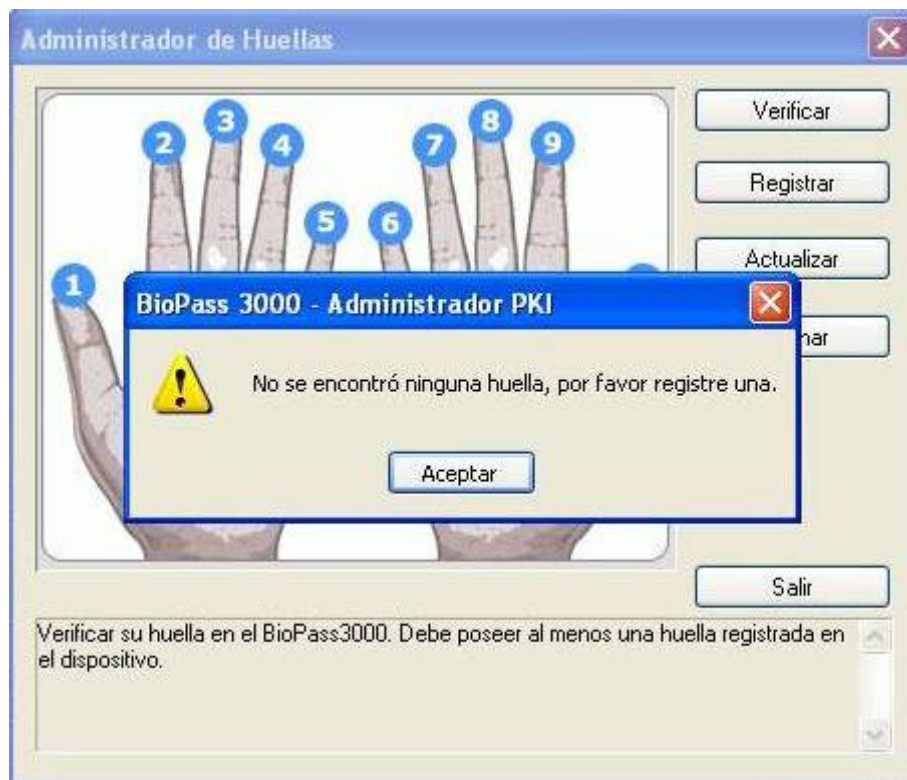 Administrador de Huellas
1
2
3
4
5
6
7
8
9
Verificar
Registrar
Actualizar
BioPass 3000 - Administrador PKI
No se encontró ninguna huella, por favor registre una.
Aceptar
Salir
Verificar su huella en el BioPass3000. Debe poseer al menos una huella registrada en
el dispositivo.